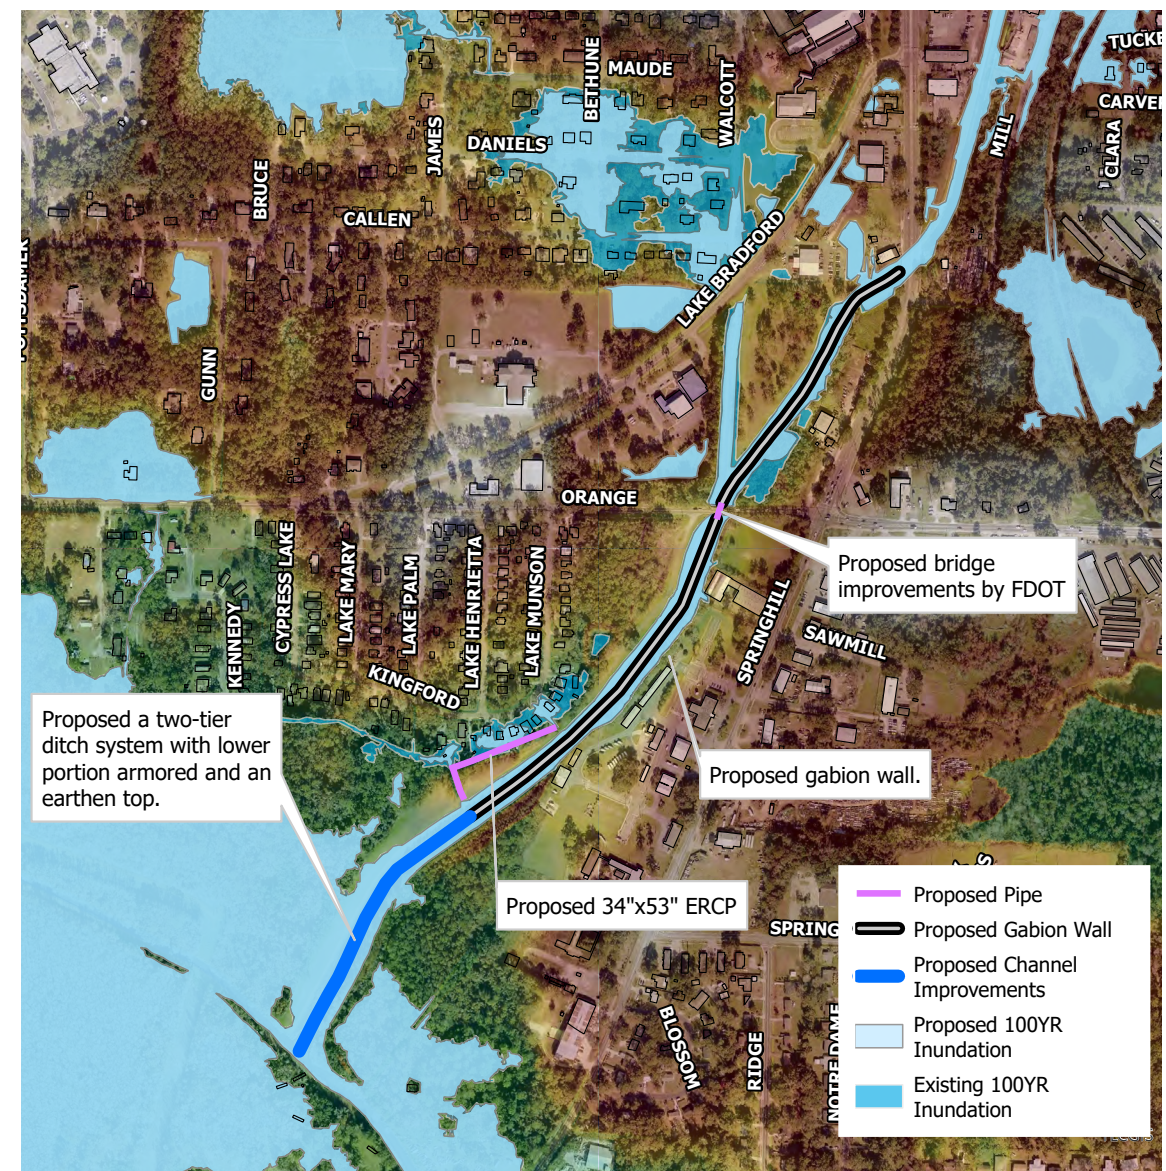 TUCKE
BETHUNE
MAUDE
WALCOTT
CARVER
MILL
CLARA
JAMES
DANIELS
BRUCE
CALLEN
LAKE BRADFORD
GUNN
ORANGE
Proposed bridge
improvements by FDOT
CYPRESS LAKE
LAKE MARY
LAKE PALM
LAKE HENRIETTA
LAKE MUNSON
KENNEDY
KINGFORD
SPRINGHILL
SAWMILL
Proposed a two-tier
ditch system with lower
portion armored and an
earthen top.
Proposed gabion wall.
Proposed 34"x53" ERCP
SPRING
BLOSSOM
RIDGE
NOTRE DAME
S
Proposed Pipe
Proposed Gabion Wall
Proposed Channel
Improvements
Proposed 100YR
Inundation
Existing 100YR
Inundation